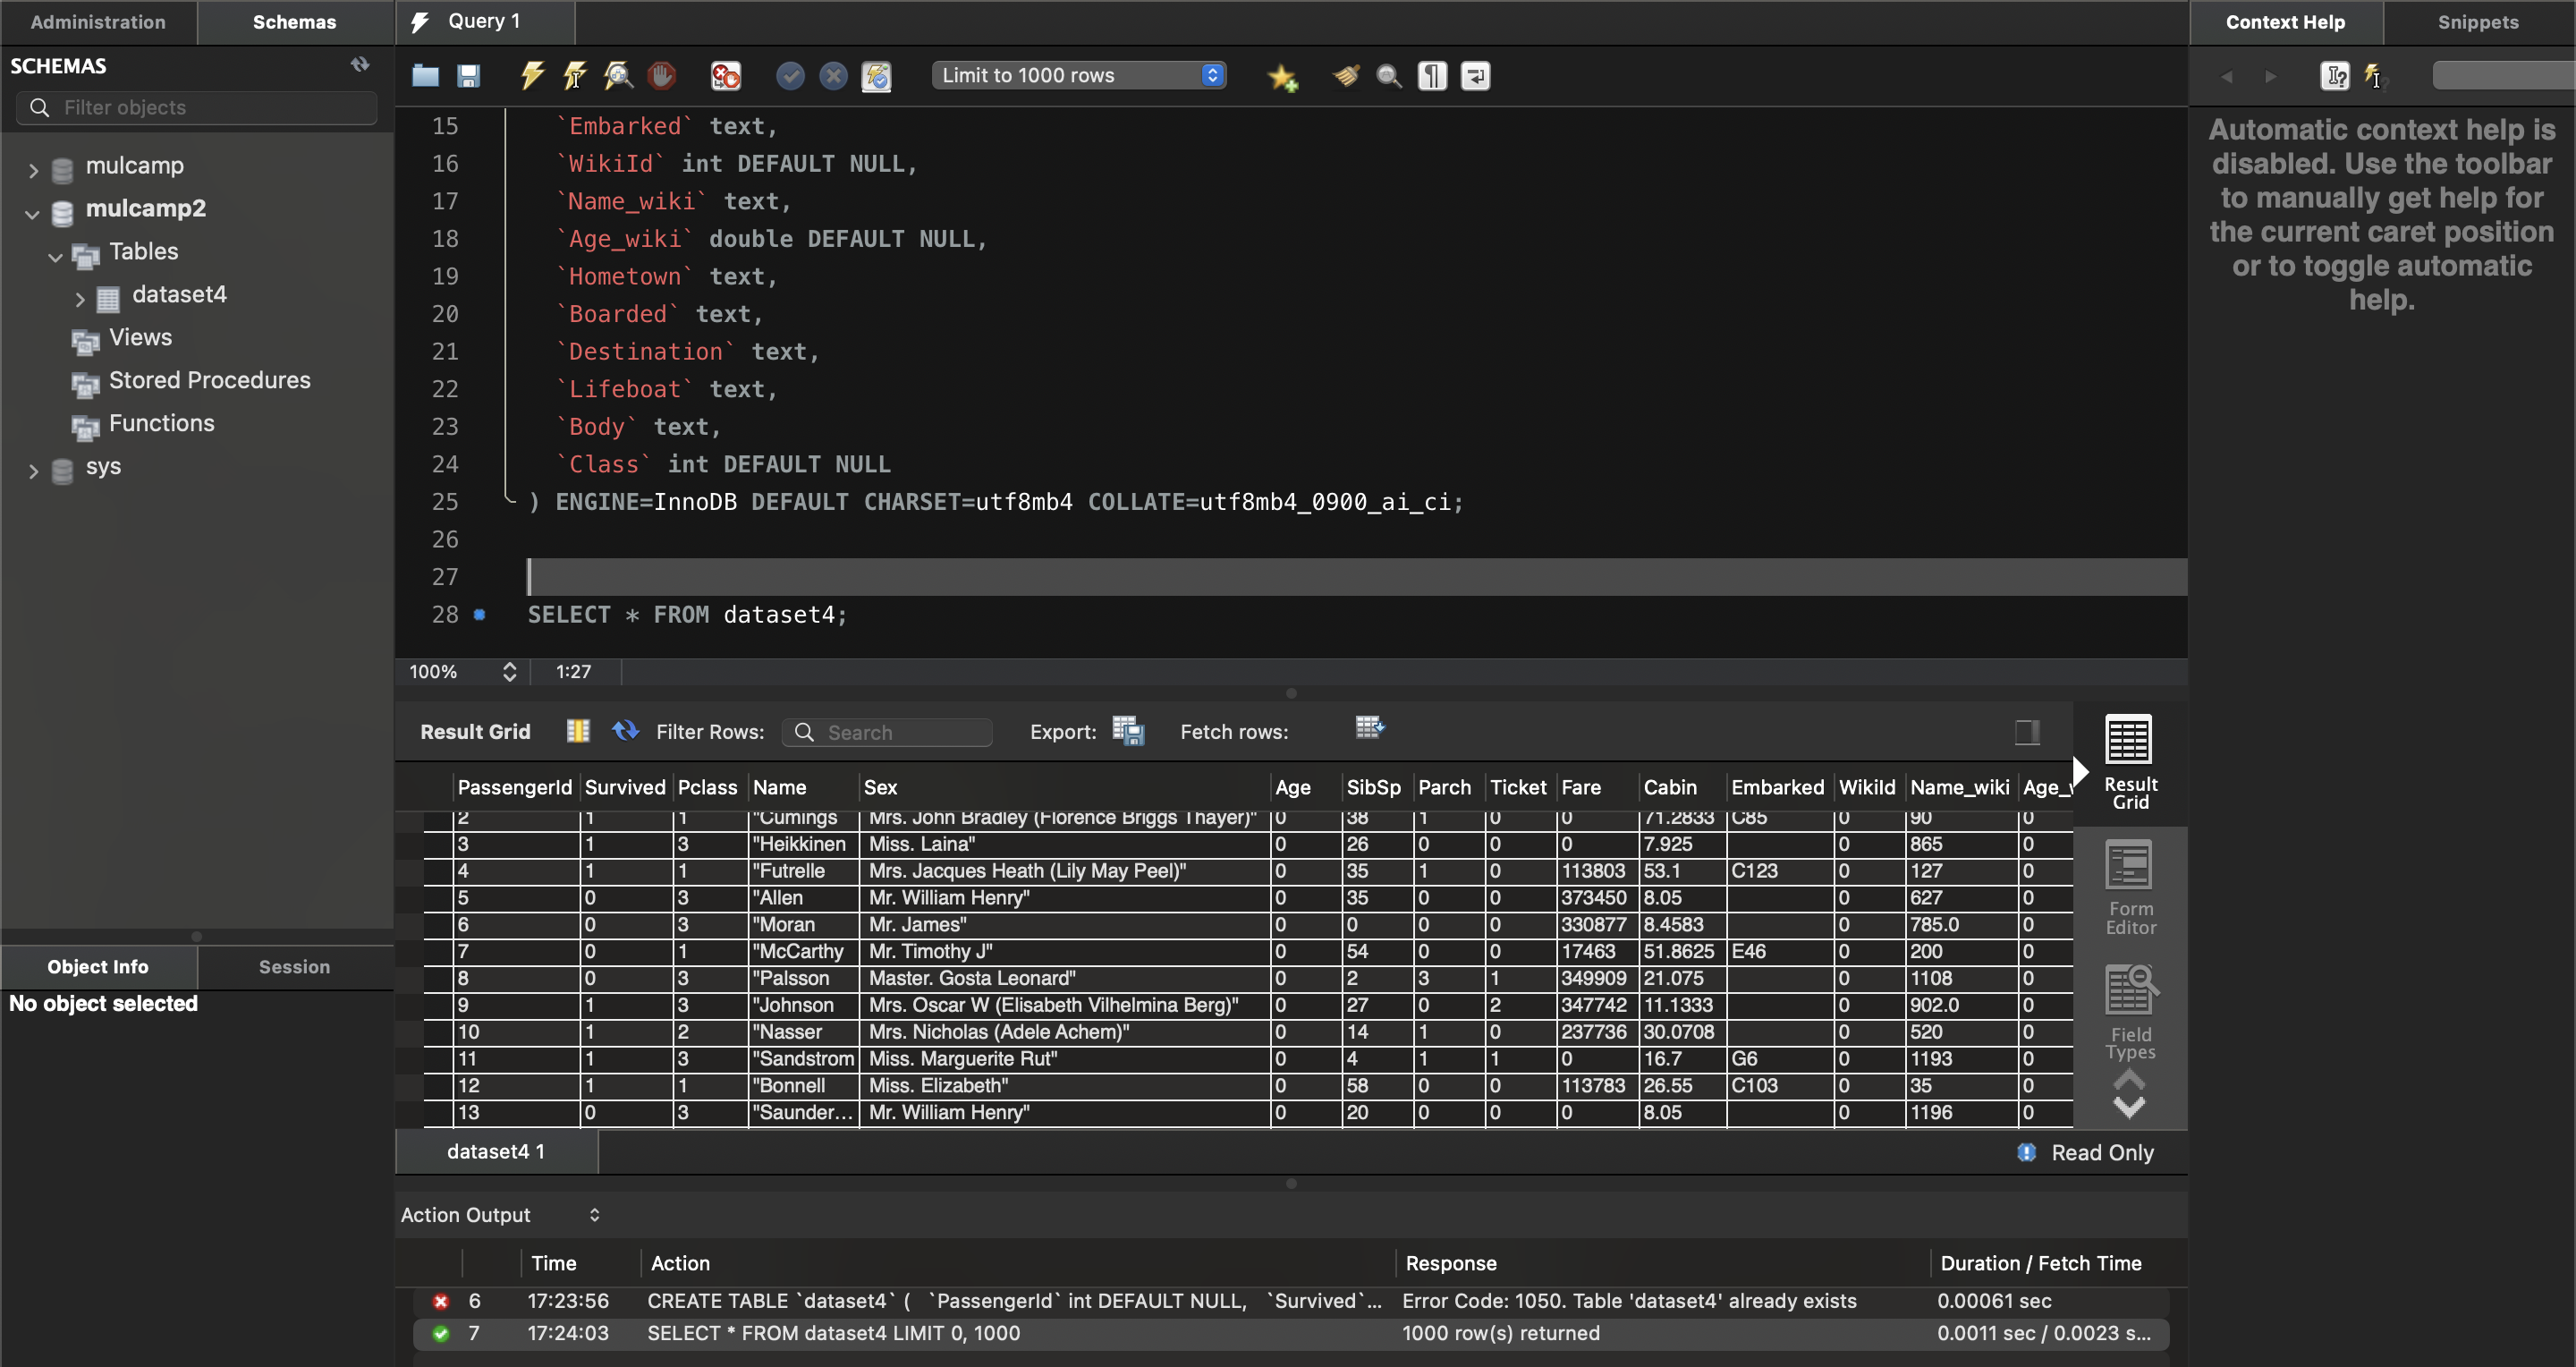 Administration Schemas
SCHEMAS
Filter objects
mulcamp
mulcamp2
Tables
dataset4
Views
Stored Procedures
Functions
sys
Object Info Session
No object selected
Query 1
Limit to 1000 rows
15 `Embarked` text,
16 `WikiId` int DEFAULT NULL,
17 `Name_wiki` text,
18 `Age_wiki` double DEFAULT NULL,
19 `Hometown` text,
20 `Boarded` text,
21 `Destination` text,
22 `Lifeboat` text,
23 `Body` text,
24 `Class` int DEFAULT NULL
25 ) ENGINE=InnoDB DEFAULT CHARSET=utf8mb4 COLLATE=utf8mb4_0900_ai_ci;
26
27
28 SELECT * FROM dataset4;
100% 1:27
Result Grid Filter Rows: Search Export: Fetch rows:
PassengerId Survived Pclass Name Sex Age SibSp Parch Ticket Fare Cabin Embarked WikiId Name_wiki Age_w
2 1 1 "Cumings Mrs. John Bradley (Florence Briggs Thayer)" 0 38 1 0 0 71.2833 C85 0 90 0
3 1 3 "Heikkinen Miss. Laina" 0 26 0 0 0 7.925 0 865 0
4 1 1 "Futrelle Mrs. Jacques Heath (Lily May Peel)" 0 35 1 0 113803 53.1 C123 0 127 0
5 0 3 "Allen Mr. William Henry" 0 35 0 0 373450 8.05 0 627 0
6 0 3 "Moran Mr. James" 0 0 0 0 330877 8.4583 0 785.0 0
7 0 1 "McCarthy Mr. Timothy J" 0 54 0 0 17463 51.8625 E46 0 200 0
8 0 3 "Palsson Master. Gosta Leonard" 0 2 3 1 349909 21.075 0 1108 0
9 1 3 "Johnson Mrs. Oscar W (Elisabeth Vilhelmina Berg)" 0 27 0 2 347742 11.1333 0 902.0 0
10 1 2 "Nasser Mrs. Nicholas (Adele Achem)" 0 14 1 0 237736 30.0708 0 520 0
11 1 3 "Sandstrom Miss. Marguerite Rut" 0 4 1 1 0 16.7 G6 0 1193 0
12 1 1 "Bonnell Miss. Elizabeth" 0 58 0 0 113783 26.55 C103 0 35 0
13 0 3 "Saunder... Mr. William Henry" 0 20 0 0 0 8.05 0 1196 0
Result
Grid
Form
Editor
Field
Types
dataset4 1 Read Only
Action Output
Time Action Response Duration / Fetch Time
6 17:23:56 CREATE TABLE `dataset4` ( `PassengerId` int DEFAULT NULL, `Survived`... Error Code: 1050. Table 'dataset4' already exists 0.00061 sec
7 17:24:03 SELECT * FROM dataset4 LIMIT 0, 1000 1000 row(s) returned 0.0011 sec / 0.0023 s...
Context Help Snippets
Automatic context help is
disabled. Use the toolbar
to manually get help for
the current caret position
or to toggle automatic
help.